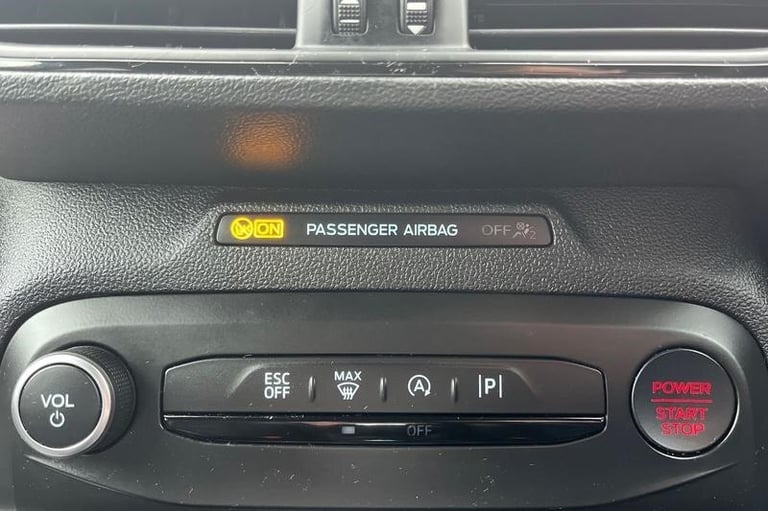 ON PASSENGER AIRBAG OFF
VOL
ESC
OFF
MAX
A
P
OFF
POWER
START
STOP